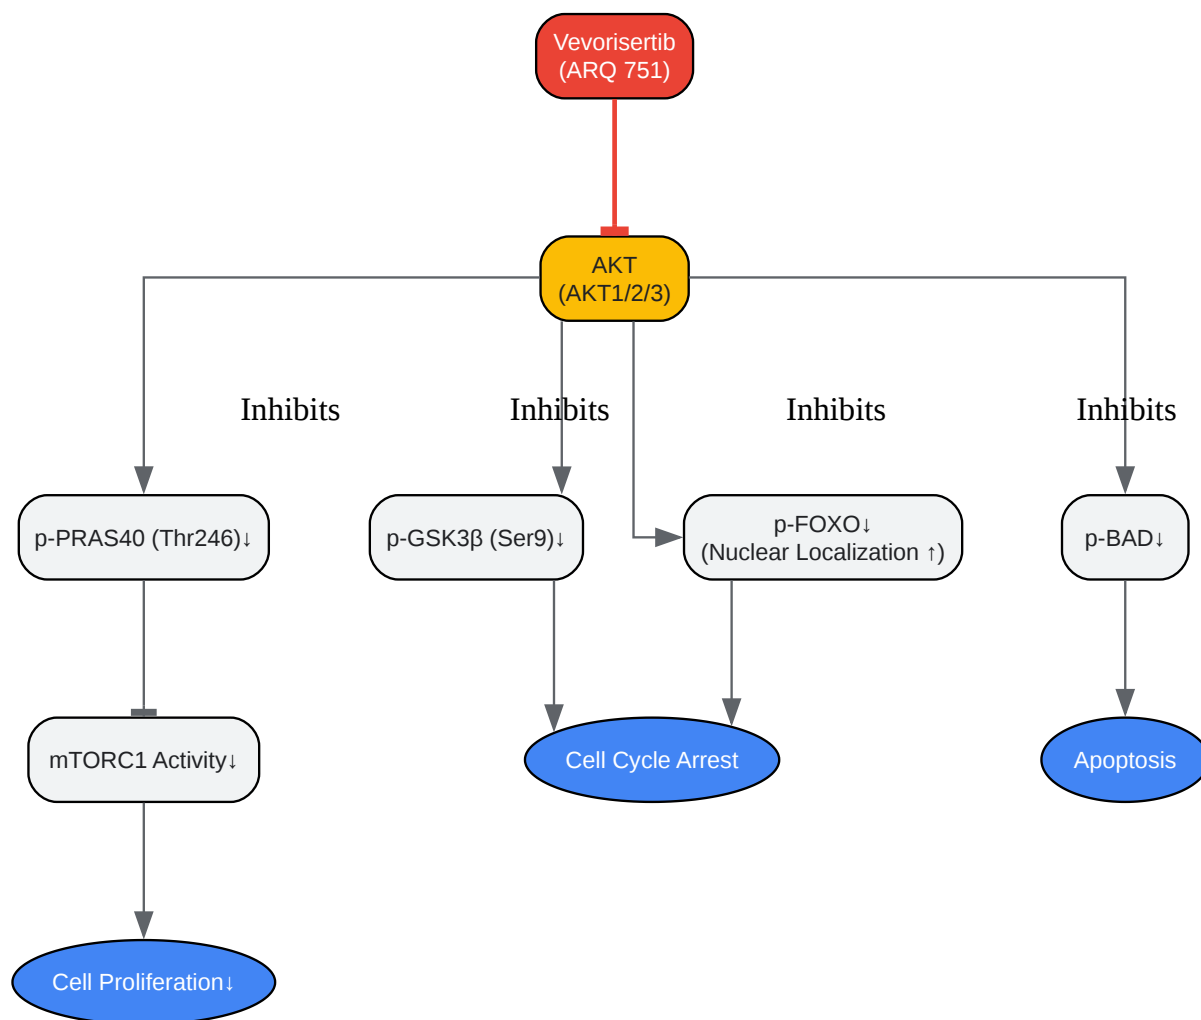 Vevorisertib
(ARQ 751)
AKT
(AKT1/2/3)
Inhibits
Inhibits
Inhibits
Inhibits
p-PRAS40 (Thr246)↓
p-GSK3β (Ser9)↓
p-FOXO↓
(Nuclear Localization ↑)
p-BAD↓
mTORC1 Activity↓
Cell Cycle Arrest
Apoptosis
Cell Proliferation↓